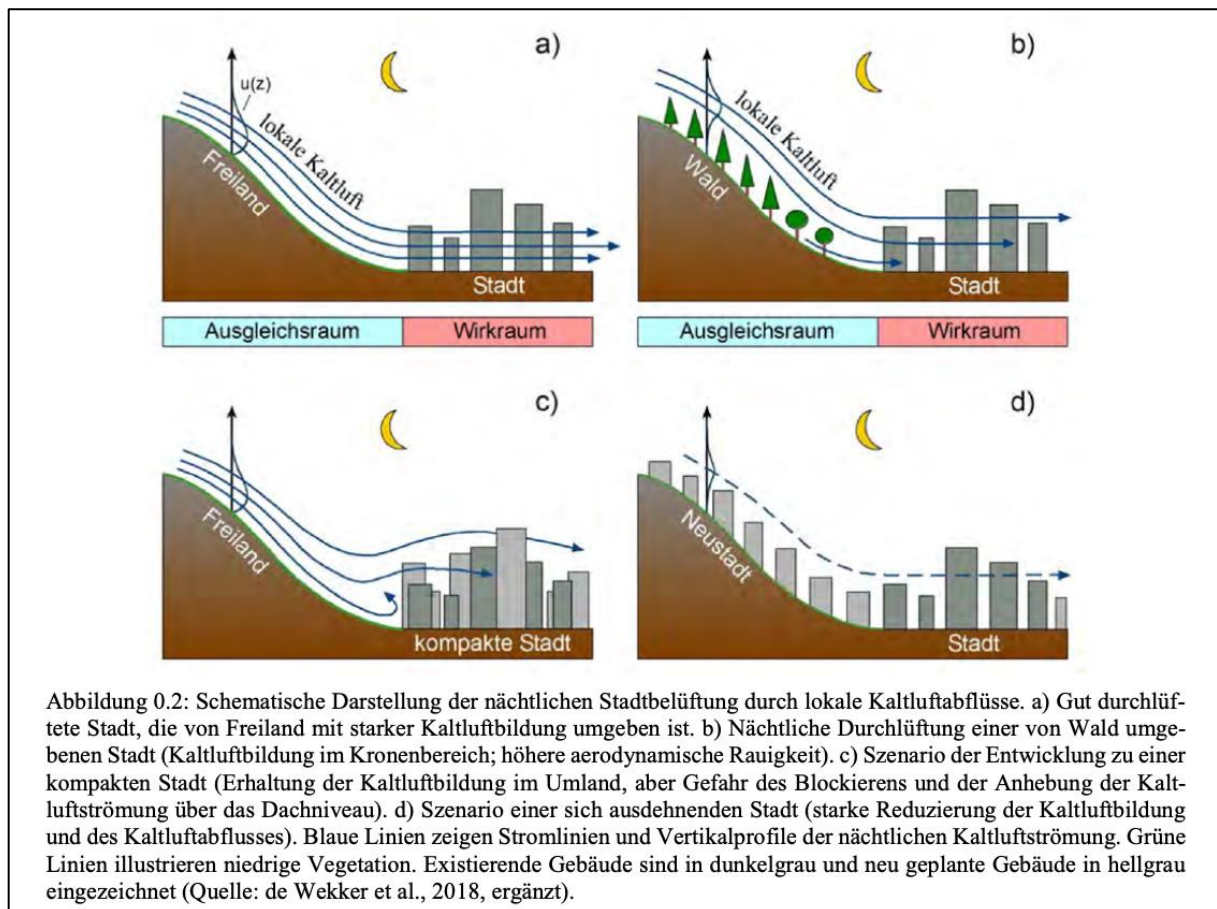 a)
u(z)
lokale Kaltluft
Freiland
Stadt
Ausgleichsraum
Wirkraum
b)
lokale Kaltluft
Wald
Stadt
Ausgleichsraum
Wirkraum
c)
Freiland
kompakte Stadt
d)
Neustadt
Stadt
Abbildung 0.2: Schematische Darstellung der nächtlichen Stadtbelüftung durch lokale Kaltluftabflüsse. a) Gut durchlüf-
tete Stadt, die von Freiland mit starker Kaltluftbildung umgeben ist. b) Nächtliche Durchlüftung einer von Wald umge-
benen Stadt (Kaltluftbildung im Kronenbereich; höhere aerodynamische Rauigkeit). c) Szenario der Entwicklung zu einer
kompakten Stadt (Erhaltung der Kaltluftbildung im Umland, aber Gefahr des Blockierens und der Anhebung der Kalt-
luftströmung über das Dachniveau). d) Szenario einer sich ausdehnenden Stadt (starke Reduzierung der Kaltluftbildung
und des Kaltluftabflusses). Blaue Linien zeigen Stromlinien und Vertikalprofile der nächtlichen Kaltluftströmung. Grüne
Linien illustrieren niedrige Vegetation. Existierende Gebäude sind in dunkelgrau und neu geplante Gebäude in hellgrau
eingezeichnet (Quelle: de Wekker et al., 2018, ergänzt).